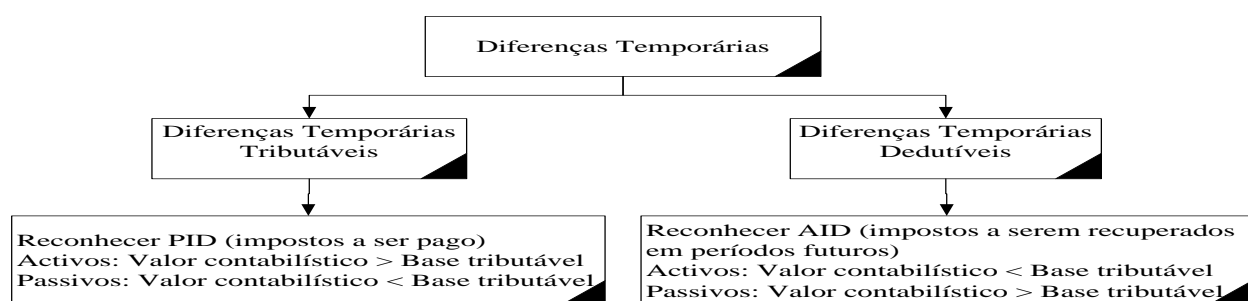 Diferenças Temporárias
Diferenças Temporárias
Tributáveis
Diferenças Temporárias
Dedutíveis
Reconhecer PID (impostos a ser pago)
Activos: Valor contabilístico > Base tributável
Passivos: Valor contabilístico < Base tributável
Reconhecer AID (impostos a serem recuperados
em períodos futuros)
Activos: Valor contabilístico < Base tributável
Passivos: Valor contabilístico > Base tributável